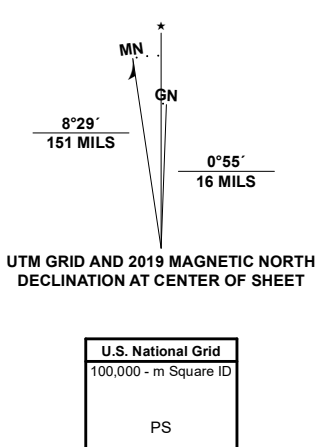 ★
MN
GN
8°29´
151 MILS
0°55´
16 MILS
UTM GRID AND 2019 MAGNETIC NORTH
DECLINATION AT CENTER OF SHEET
U.S. National Grid
100,000 - m Square ID
PS